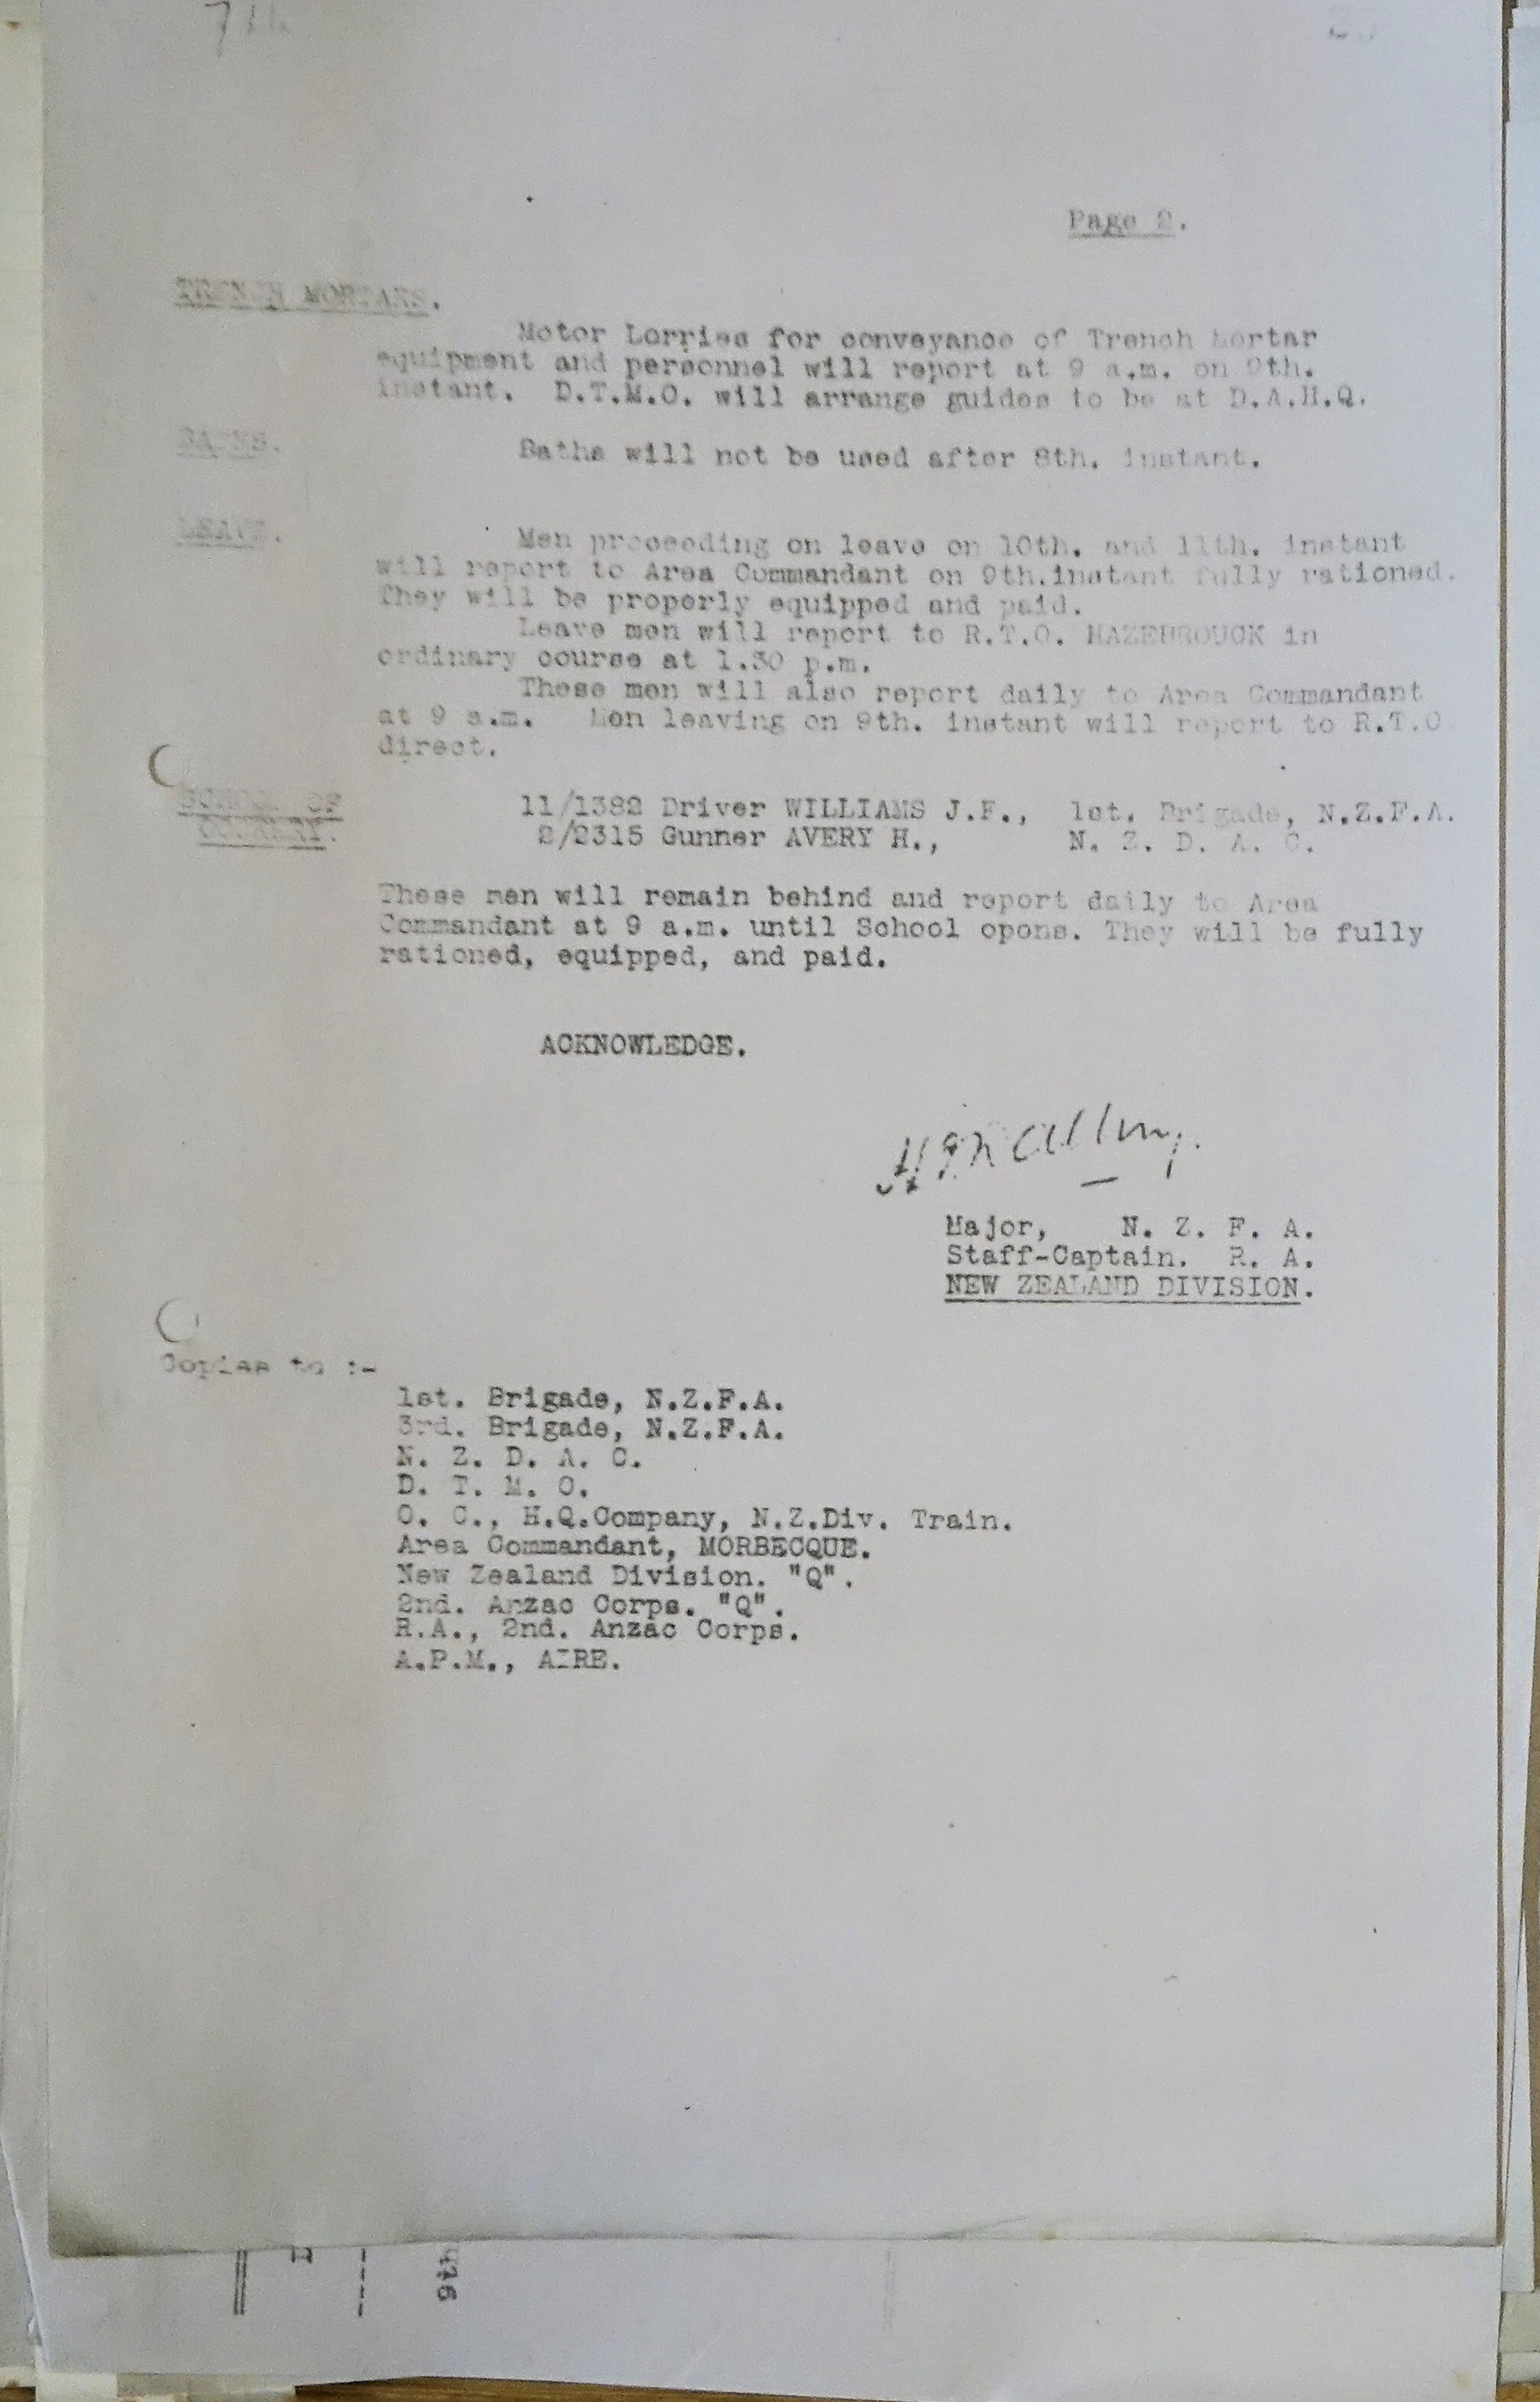 Page 2.
TRENCH MORTARS.
Motor Lorries for conveyance of Trench Mortar
equipment and personnel will report at 9 a.m. on 9th.
instant. D.T.M.O. will arrange guides to be at D.A.H.Q.
BATHS. Baths will not be used after 8th. instant.
LEAVE. Men proceeding on leave on 10th. and 11th. instant
will report to Area Commandant on 9th.instant fully rationed.
They will be properly equipped and paid.
Leave men will report to R.T.O. HAZEBROUCK in
ordinary course at 1.30 p.m.
These men will also report daily to Area Commandant
at 9 a.m. Men leaving on 9th. instant will report to R.T.O
direct.
SCHOOL OF 11/1382 Driver WILLIAMS J.F., 1st. Brigade, N.Z.F.A.
2/2315 Gunner AVERY H., N. Z. D. A. C.
These men will remain behind and report daily to Area
Commandant at 9 a.m. until School opens. They will be fully
rationed, equipped, and paid.
ACKNOWLEDGE.
Major, N. Z. F. A.
Staff-Captain. R. A.
NEW ZEALAND DIVISION.
Copies to :-
1st. Brigade, N.Z.F.A.
3rd. Brigade, N.Z.F.A.
N. Z. D. A. C.
D. T. M. O.
O. C., H.Q.Company, N.Z.Div. Train.
Area Commandant, MORBECQUE.
New Zealand Division. "Q".
2nd. Anzac Corps. "Q".
R.A., 2nd. Anzac Corps.
A.P.M., AIRE.